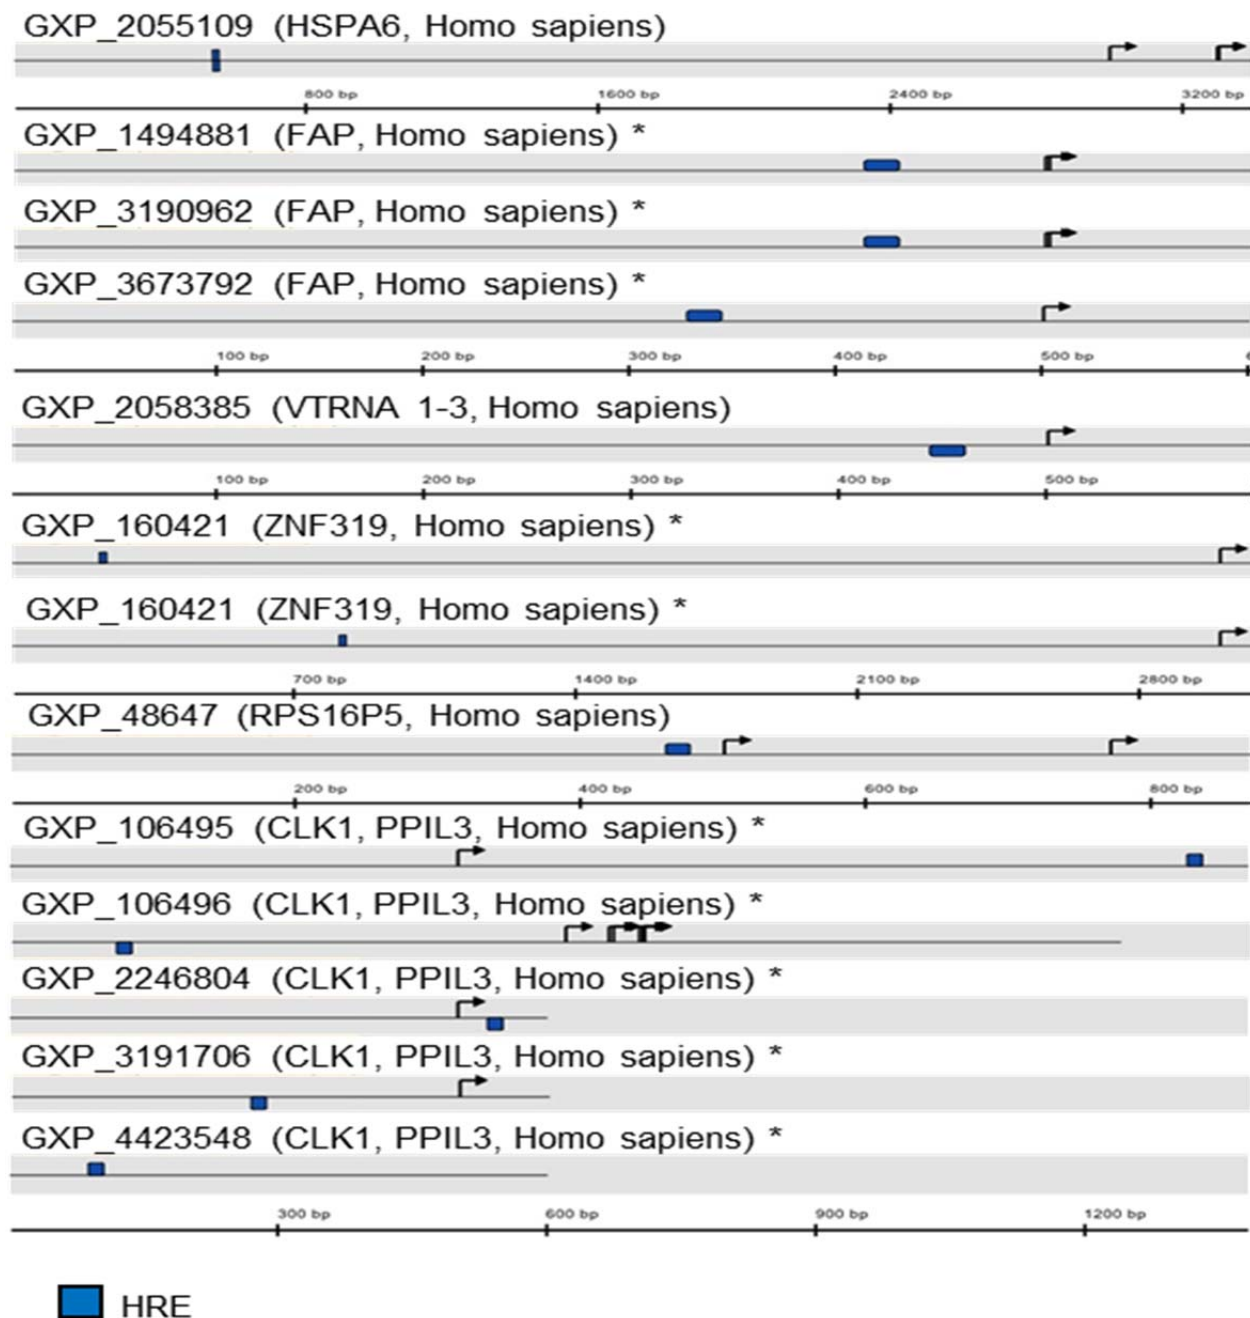 GXP_2055109 (HSPA6, Homo sapiens)
800 bp 1600 bp 2400 bp 3200 bp
GXP_1494881 (FAP, Homo sapiens) *
GXP_3190962 (FAP, Homo sapiens) *
GXP_3673792 (FAP, Homo sapiens) *
100 bp 200 bp 300 bp 400 bp 500 bp
GXP_2058385 (VTRNA 1-3, Homo sapiens)
100 bp 200 bp 300 bp 400 bp 500 bp
GXP_160421 (ZNF319, Homo sapiens) *
GXP_160421 (ZNF319, Homo sapiens) *
700 bp 1400 bp 2100 bp 2800 bp
GXP_48647 (RPS16P5, Homo sapiens)
200 bp 400 bp 600 bp 800 bp
GXP_106495 (CLK1, PPIL3, Homo sapiens) *
GXP_106496 (CLK1, PPIL3, Homo sapiens) *
GXP_2246804 (CLK1, PPIL3, Homo sapiens) *
GXP_3191706 (CLK1, PPIL3, Homo sapiens) *
GXP_4423548 (CLK1, PPIL3, Homo sapiens) *
300 bp 600 bp 900 bp 1200 bp
HRE